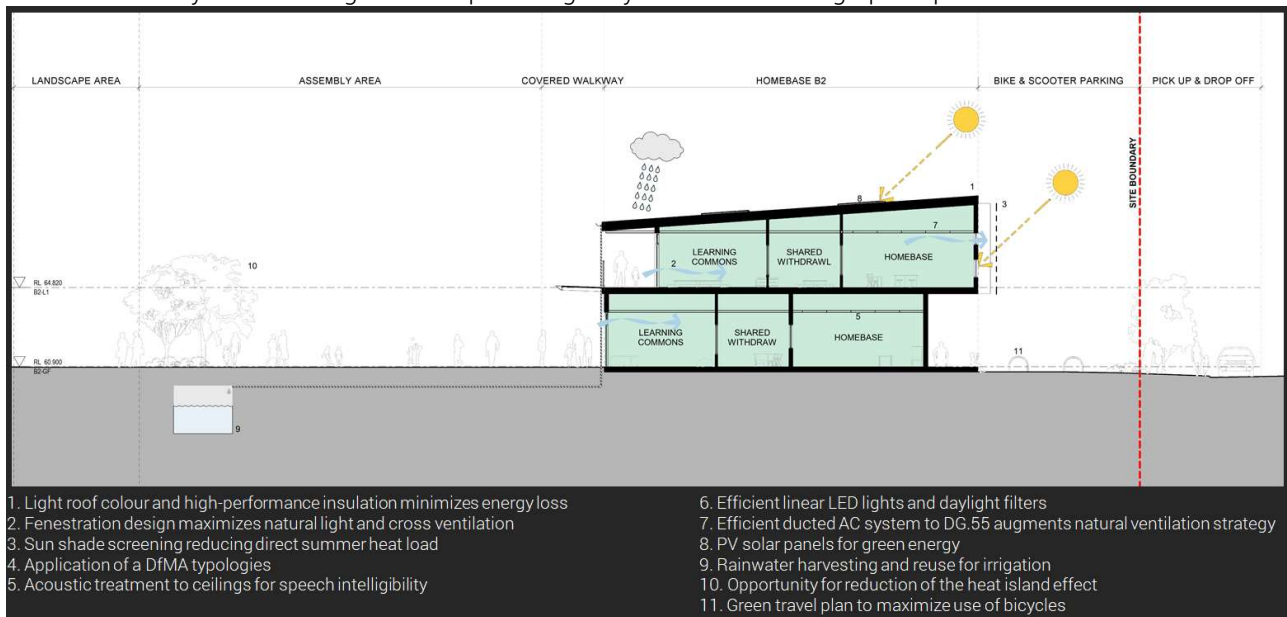 LANDSCAPE AREA
ASSEMBLY AREA
COVERED WALKWAY
HOMEBASE B2
BIKE & SCOOTER PARKING
PICK UP & DROP OFF
SITE BOUNDARY
1
3
8
7
LEARNING
COMMONS
SHARED
WITHDRAWL
HOMEBASE
2
10
RL 64.820
B2-L1
5
LEARNING
COMMONS
SHARED
WITHDRAW
HOMEBASE
11
RL 60.900
B2-GF
9
1. Light roof colour and high-performance insulation minimizes energy loss
2. Fenestration design maximizes natural light and cross ventilation
3. Sun shade screening reducing direct summer heat load
4. Application of a DfMA typologies
5. Acoustic treatment to ceilings for speech intelligibility
6. Efficient linear LED lights and daylight filters
7. Efficient ducted AC system to DG.55 augments natural ventilation strategy
8. PV solar panels for green energy
9. Rainwater harvesting and reuse for irrigation
10. Opportunity for reduction of the heat island effect
11. Green travel plan to maximize use of bicycles